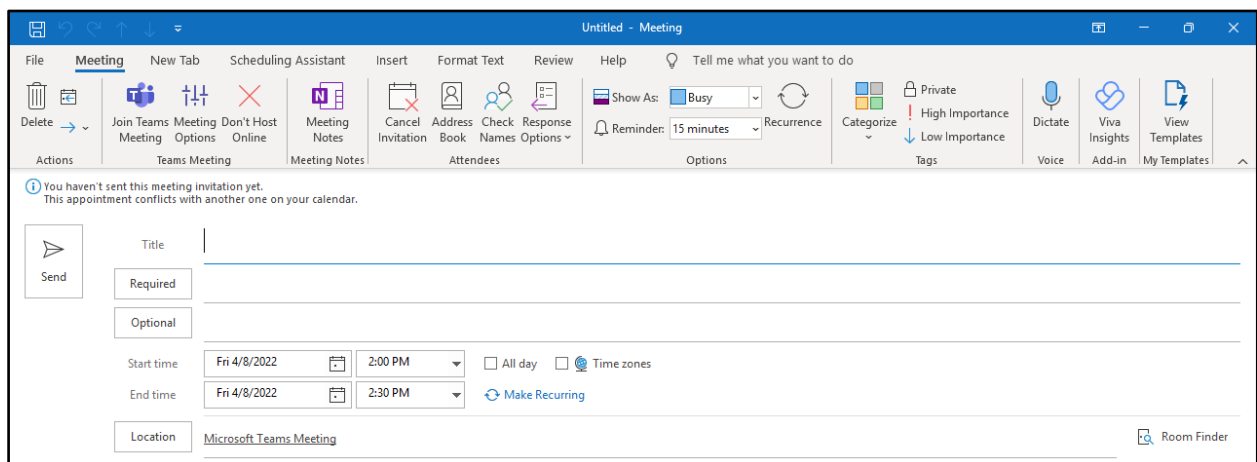 Untitled - Meeting
File Meeting New Tab Scheduling Assistant Insert Format Text Review Help Tell me what you want to do
Delete
Actions
Join Teams Meeting
Meeting Options
Don't Host Online
Teams Meeting
Meeting Notes
Meeting Notes
Cancel Invitation
Address Book
Check Names
Response Options
Attendees
Show As: Busy
Reminder: 15 minutes
Recurrence
Options
Categorize
Private
High Importance
Low Importance
Tags
Dictate
Voice
Viva Insights
Add-in
View Templates
My Templates
You haven't sent this meeting invitation yet.
This appointment conflicts with another one on your calendar.
Send
Title
Required
Optional
Start time Fri 4/8/2022 2:00 PM All day Time zones
End time Fri 4/8/2022 2:30 PM Make Recurring
Location Microsoft Teams Meeting Room Finder